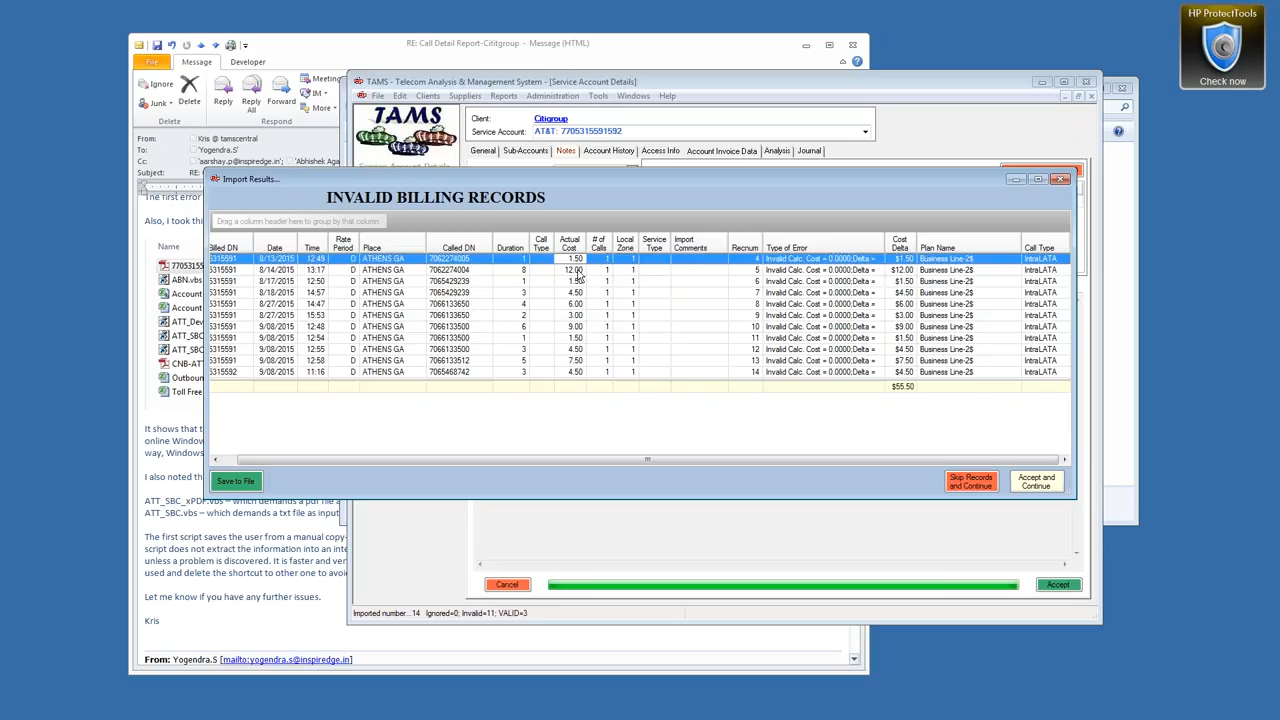 HP ProtectTools
Check now
RE: Call Detail Report-Cititgroup - Message (HTML)
File
Message
Developer
Ignore
Junk
Delete
Reply
Reply All
Forward
Meeting
IM
More
Delete
Respond
From: Kris @ tamscentral
To: 'Yogendra.S'
Cc: 'aarshay.p@inspiredge.in'; 'Abhishek Aga
Subject: RE:
The first error
Also, I took thi
Name
7705315
ABN.vbs
Account
Account
ATT_Dev
ATT_SBC
ATT_SBC
CNB-AT
Outbour
Toll Free
It shows that t
online Window
way, Windows
I also noted th
ATT_SBC_xPDF.vbs – which demands a pdf file a
ATT_SBC.vbs – which demands a txt file as input
The first script saves the user from a manual copy-
script does not extract the information into an inte
unless a problem is discovered. It is faster and ver
used and delete the shortcut to other one to avoi
Let me know if you have any further issues.
Kris
From: Yogendra.S [mailto:yogendra.s@inspiredge.in]
TAMS - Telecom Analysis & Management System - [Service Account Details]
File Edit Clients Suppliers Reports Administration Tools Windows Help
TAMS
Service Account Details
Client: Citigroup
Service Account: AT&T: 7705315591592
General Sub-Accounts Notes Account History Access Info Account Invoice Data Analysis Journal
Import Results...
INVALID BILLING RECORDS
Drag a column header here to group by that column
Billed DN Date Time Rate Period Place Called DN Duration Call Type Actual Cost # of Calls Local Zone Service Type Import Comments Recnum Type of Error Cost Delta Plan Name Call Type
5315591 8/13/2015 12:49 D ATHENS GA 7062274005 1 1.50 1 1 4 Invalid Calc. Cost = 0.0000;Delta = $1.50 Business Line-2$ IntraLATA
5315591 8/14/2015 13:17 D ATHENS GA 7062274004 8 12.00 1 1 5 Invalid Calc. Cost = 0.0000;Delta = $12.00 Business Line-2$ IntraLATA
5315591 8/17/2015 12:50 D ATHENS GA 7065429239 1 1.50 1 1 6 Invalid Calc. Cost = 0.0000;Delta = $1.50 Business Line-2$ IntraLATA
5315591 8/18/2015 14:57 D ATHENS GA 7065429239 3 4.50 1 1 7 Invalid Calc. Cost = 0.0000;Delta = $4.50 Business Line-2$ IntraLATA
5315591 8/27/2015 14:47 D ATHENS GA 7066133650 4 6.00 1 1 8 Invalid Calc. Cost = 0.0000;Delta = $6.00 Business Line-2$ IntraLATA
5315591 8/27/2015 15:53 D ATHENS GA 7066133650 2 3.00 1 1 9 Invalid Calc. Cost = 0.0000;Delta = $3.00 Business Line-2$ IntraLATA
5315591 9/08/2015 12:48 D ATHENS GA 7066133500 6 9.00 1 1 10 Invalid Calc. Cost = 0.0000;Delta = $9.00 Business Line-2$ IntraLATA
5315591 9/08/2015 12:54 D ATHENS GA 7066133500 1 1.50 1 1 11 Invalid Calc. Cost = 0.0000;Delta = $1.50 Business Line-2$ IntraLATA
5315591 9/08/2015 12:55 D ATHENS GA 7066133500 3 4.50 1 1 12 Invalid Calc. Cost = 0.0000;Delta = $4.50 Business Line-2$ IntraLATA
5315591 9/08/2015 12:58 D ATHENS GA 7066133512 5 7.50 1 1 13 Invalid Calc. Cost = 0.0000;Delta = $7.50 Business Line-2$ IntraLATA
5315592 9/08/2015 11:16 D ATHENS GA 7065468742 3 4.50 1 1 14 Invalid Calc. Cost = 0.0000;Delta = $4.50 Business Line-2$ IntraLATA
$55.50
Save to File
Skip Records and Continue
Accept and Continue
Cancel
Accept
Imported number...14 Ignored=0; Invalid=11; VALID=3